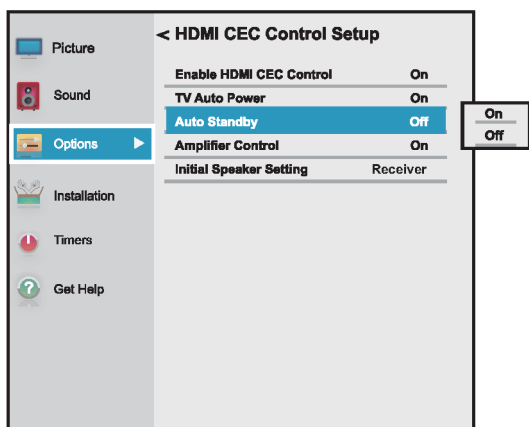 Picture
Sound
Options
Installation
Timers
Get Help
< HDMI CEC Control Setup
Enable HDMI CEC Control On
TV Auto Power On
Auto Standby Off
Amplifier Control On
Initial Speaker Setting Receiver
On
Off